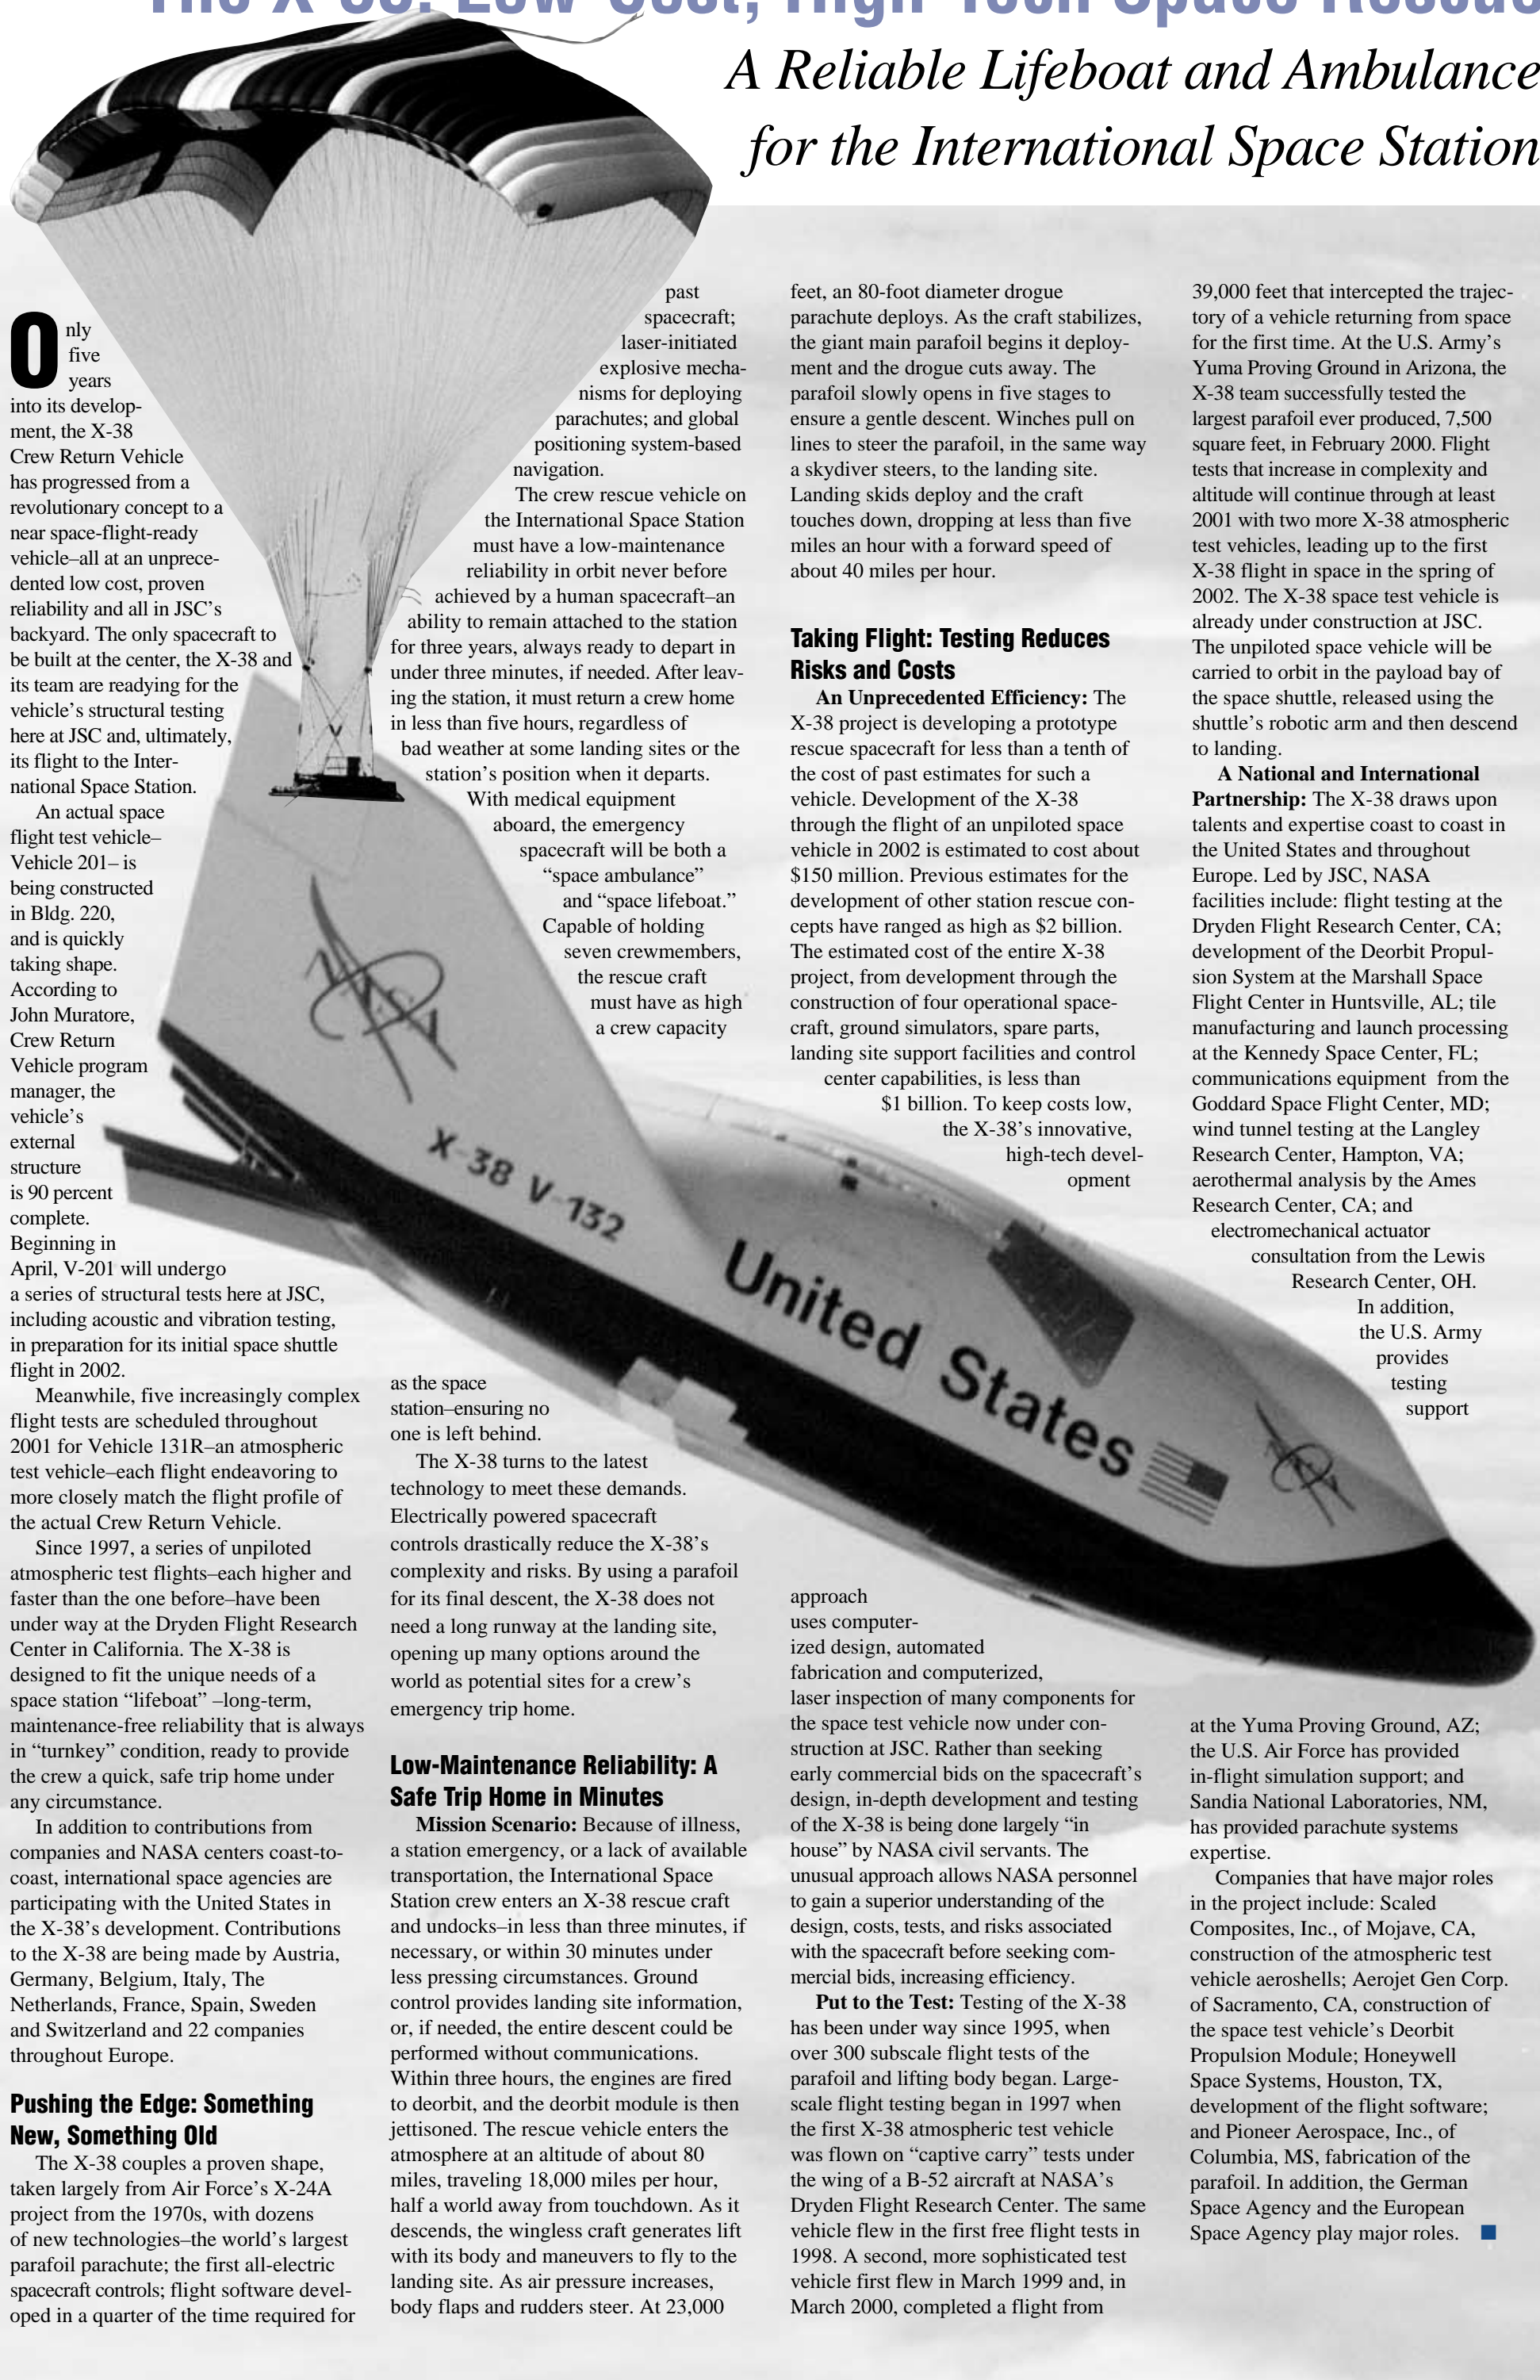 The X-38: Low-Cost, High-Tech Space Rescue
A Reliable Lifeboat and Ambulance
for the International Space Station
Only
five
years
into its develop-
ment, the X-38
Crew Return Vehicle
has progressed from a
revolutionary concept to a
near space-flight-ready
vehicle–all at an unprece-
dented low cost, proven
reliability and all in JSC’s
backyard. The only spacecraft to
be built at the center, the X-38 and
its team are readying for the
vehicle’s structural testing
here at JSC and, ultimately,
its flight to the Inter-
national Space Station.
An actual space
flight test vehicle–
Vehicle 201– is
being constructed
in Bldg. 220,
and is quickly
taking shape.
According to
John Muratore,
Crew Return
Vehicle program
manager, the
vehicle’s
external
structure
is 90 percent
complete.
Beginning in
April, V-201 will undergo
a series of structural tests here at JSC,
including acoustic and vibration testing,
in preparation for its initial space shuttle
flight in 2002.
Meanwhile, five increasingly complex
flight tests are scheduled throughout
2001 for Vehicle 131R–an atmospheric
test vehicle–each flight endeavoring to
more closely match the flight profile of
the actual Crew Return Vehicle.
Since 1997, a series of unpiloted
atmospheric test flights–each higher and
faster than the one before–have been
under way at the Dryden Flight Research
Center in California. The X-38 is
designed to fit the unique needs of a
space station “lifeboat” –long-term,
maintenance-free reliability that is always
in “turnkey” condition, ready to provide
the crew a quick, safe trip home under
any circumstance.
In addition to contributions from
companies and NASA centers coast-to-
coast, international space agencies are
participating with the United States in
the X-38’s development. Contributions
to the X-38 are being made by Austria,
Germany, Belgium, Italy, The
Netherlands, France, Spain, Sweden
and Switzerland and 22 companies
throughout Europe.
Pushing the Edge: Something
New, Something Old
The X-38 couples a proven shape,
taken largely from Air Force’s X-24A
project from the 1970s, with dozens
of new technologies–the world’s largest
parafoil parachute; the first all-electric
spacecraft controls; flight software devel-
oped in a quarter of the time required for
past
spacecraft;
laser-initiated
explosive mecha-
nisms for deploying
parachutes; and global
positioning system-based
navigation.
The crew rescue vehicle on
the International Space Station
must have a low-maintenance
reliability in orbit never before
achieved by a human spacecraft–an
ability to remain attached to the station
for three years, always ready to depart in
under three minutes, if needed. After leav-
ing the station, it must return a crew home
in less than five hours, regardless of
bad weather at some landing sites or the
station’s position when it departs.
With medical equipment
aboard, the emergency
spacecraft will be both a
“space ambulance”
and “space lifeboat.”
Capable of holding
seven crewmembers,
the rescue craft
must have as high
a crew capacity
as the space
station–ensuring no
one is left behind.
The X-38 turns to the latest
technology to meet these demands.
Electrically powered spacecraft
controls drastically reduce the X-38’s
complexity and risks. By using a parafoil
for its final descent, the X-38 does not
need a long runway at the landing site,
opening up many options around the
world as potential sites for a crew’s
emergency trip home.
Low-Maintenance Reliability: A
Safe Trip Home in Minutes
Mission Scenario: Because of illness,
a station emergency, or a lack of available
transportation, the International Space
Station crew enters an X-38 rescue craft
and undocks–in less than three minutes, if
necessary, or within 30 minutes under
less pressing circumstances. Ground
control provides landing site information,
or, if needed, the entire descent could be
performed without communications.
Within three hours, the engines are fired
to deorbit, and the deorbit module is then
jettisoned. The rescue vehicle enters the
atmosphere at an altitude of about 80
miles, traveling 18,000 miles per hour,
half a world away from touchdown. As it
descends, the wingless craft generates lift
with its body and maneuvers to fly to the
landing site. As air pressure increases,
body flaps and rudders steer. At 23,000
feet, an 80-foot diameter drogue
parachute deploys. As the craft stabilizes,
the giant main parafoil begins it deploy-
ment and the drogue cuts away. The
parafoil slowly opens in five stages to
ensure a gentle descent. Winches pull on
lines to steer the parafoil, in the same way
a skydiver steers, to the landing site.
Landing skids deploy and the craft
touches down, dropping at less than five
miles an hour with a forward speed of
about 40 miles per hour.
Taking Flight: Testing Reduces
Risks and Costs
An Unprecedented Efficiency: The
X-38 project is developing a prototype
rescue spacecraft for less than a tenth of
the cost of past estimates for such a
vehicle. Development of the X-38
through the flight of an unpiloted space
vehicle in 2002 is estimated to cost about
$150 million. Previous estimates for the
development of other station rescue con-
cepts have ranged as high as $2 billion.
The estimated cost of the entire X-38
project, from development through the
construction of four operational space-
craft, ground simulators, spare parts,
landing site support facilities and control
center capabilities, is less than
$1 billion. To keep costs low,
the X-38’s innovative,
high-tech devel-
opment
approach
uses computer-
ized design, automated
fabrication and computerized,
laser inspection of many components for
the space test vehicle now under con-
struction at JSC. Rather than seeking
early commercial bids on the spacecraft’s
design, in-depth development and testing
of the X-38 is being done largely “in
house” by NASA civil servants. The
unusual approach allows NASA personnel
to gain a superior understanding of the
design, costs, tests, and risks associated
with the spacecraft before seeking com-
mercial bids, increasing efficiency.
Put to the Test: Testing of the X-38
has been under way since 1995, when
over 300 subscale flight tests of the
parafoil and lifting body began. Large-
scale flight testing began in 1997 when
the first X-38 atmospheric test vehicle
was flown on “captive carry” tests under
the wing of a B-52 aircraft at NASA’s
Dryden Flight Research Center. The same
vehicle flew in the first free flight tests in
1998. A second, more sophisticated test
vehicle first flew in March 1999 and, in
March 2000, completed a flight from
39,000 feet that intercepted the trajec-
tory of a vehicle returning from space
for the first time. At the U.S. Army’s
Yuma Proving Ground in Arizona, the
X-38 team successfully tested the
largest parafoil ever produced, 7,500
square feet, in February 2000. Flight
tests that increase in complexity and
altitude will continue through at least
2001 with two more X-38 atmospheric
test vehicles, leading up to the first
X-38 flight in space in the spring of
2002. The X-38 space test vehicle is
already under construction at JSC.
The unpiloted space vehicle will be
carried to orbit in the payload bay of
the space shuttle, released using the
shuttle’s robotic arm and then descend
to landing.
A National and International
Partnership: The X-38 draws upon
talents and expertise coast to coast in
the United States and throughout
Europe. Led by JSC, NASA
facilities include: flight testing at the
Dryden Flight Research Center, CA;
development of the Deorbit Propul-
sion System at the Marshall Space
Flight Center in Huntsville, AL; tile
manufacturing and launch processing
at the Kennedy Space Center, FL;
communications equipment from the
Goddard Space Flight Center, MD;
wind tunnel testing at the Langley
Research Center, Hampton, VA;
aerothermal analysis by the Ames
Research Center, CA; and
electromechanical actuator
consultation from the Lewis
Research Center, OH.
In addition,
the U.S. Army
provides
testing
support
at the Yuma Proving Ground, AZ;
the U.S. Air Force has provided
in-flight simulation support; and
Sandia National Laboratories, NM,
has provided parachute systems
expertise.
Companies that have major roles
in the project include: Scaled
Composites, Inc., of Mojave, CA,
construction of the atmospheric test
vehicle aeroshells; Aerojet Gen Corp.
of Sacramento, CA, construction of
the space test vehicle’s Deorbit
Propulsion Module; Honeywell
Space Systems, Houston, TX,
development of the flight software;
and Pioneer Aerospace, Inc., of
Columbia, MS, fabrication of the
parafoil. In addition, the German
Space Agency and the European
Space Agency play major roles.
NASA
X-38 V-132
United States
NASA